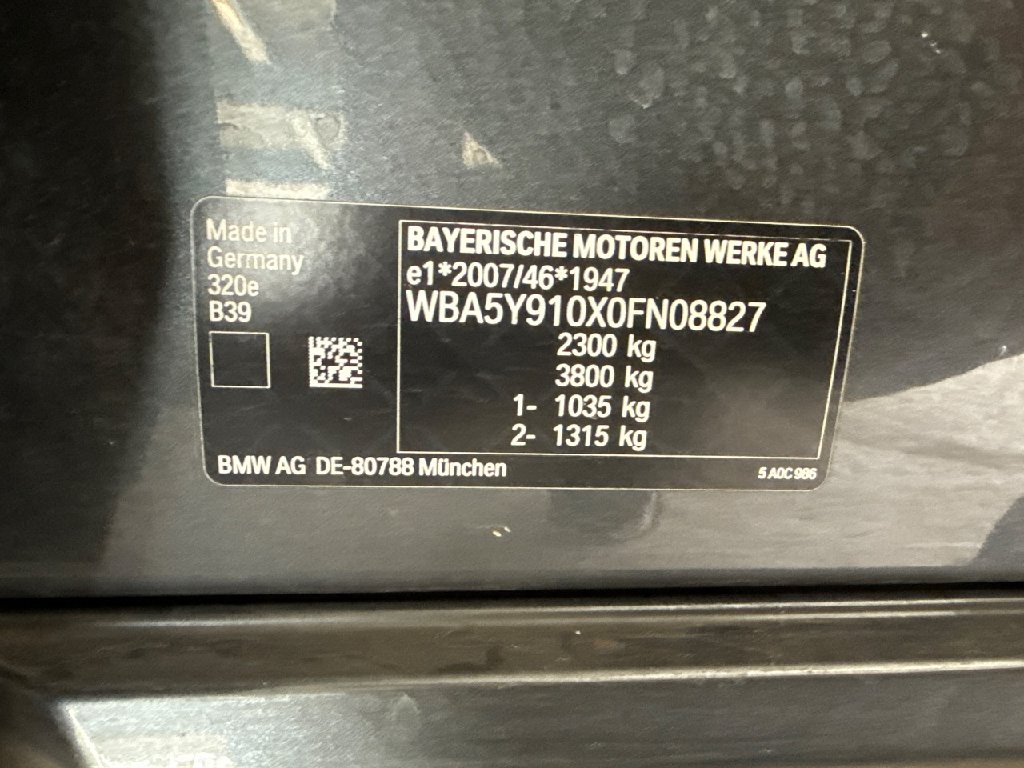 Made in
Germany
320e
B39
BAYERISCHE MOTOREN WERKE AG
e1*2007/46*1947
WBA5Y910X0FN08827
2300 kg
3800 kg
1- 1035 kg
2- 1315 kg
BMW AG DE-80788 München
5 A0C 986